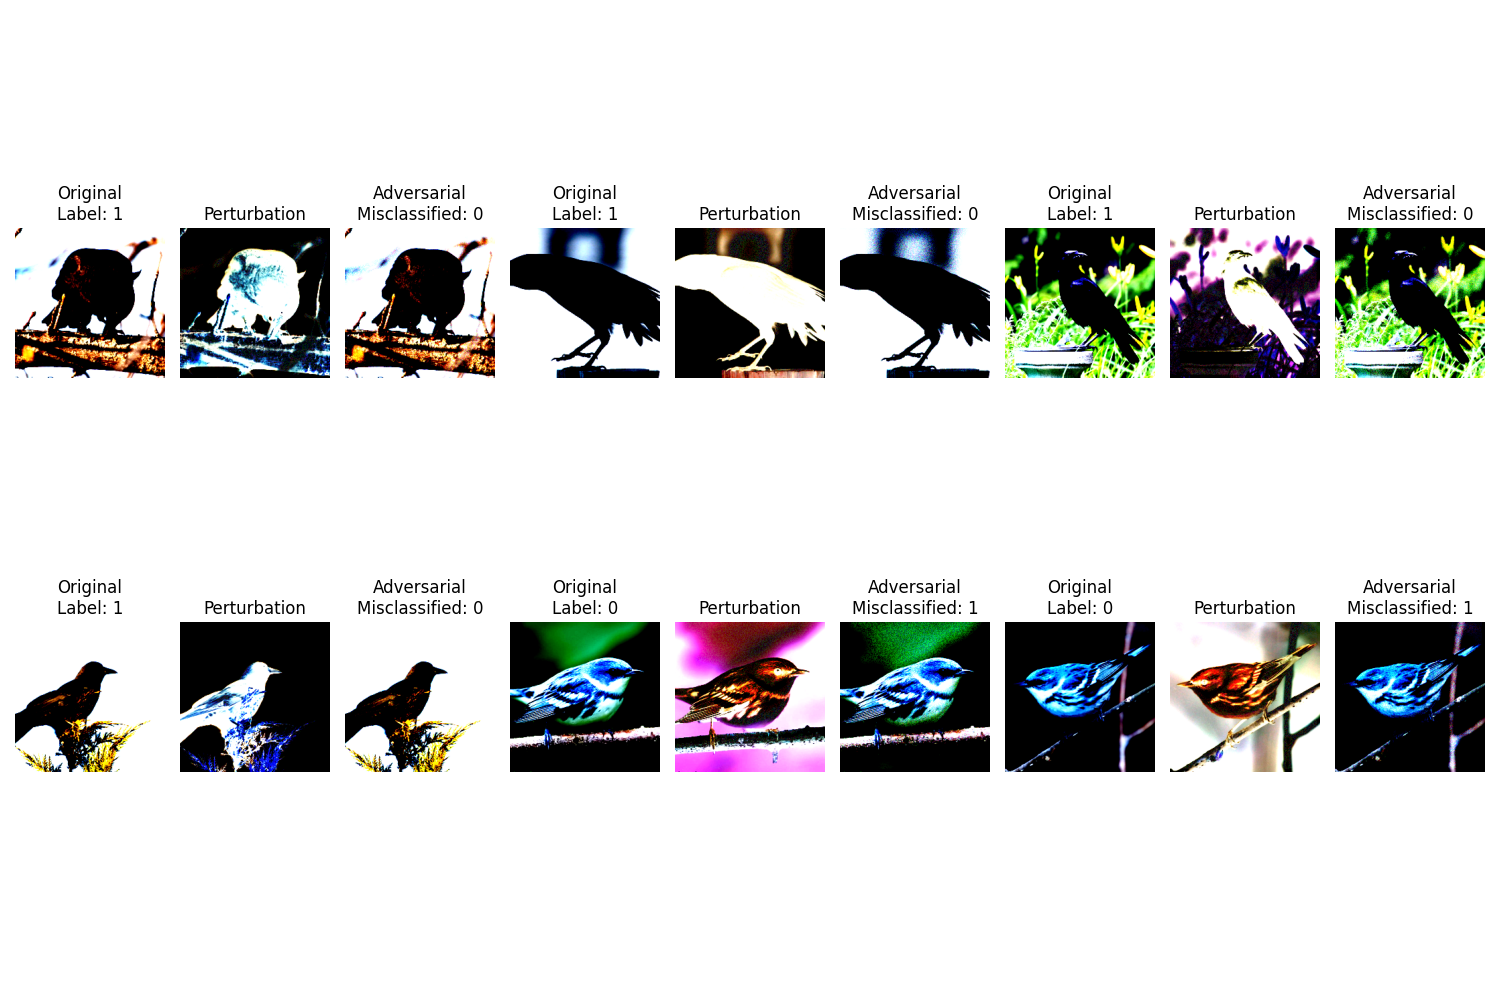 Original
Label: 1
Perturbation
Adversarial
Misclassified: 0
Original
Label: 1
Perturbation
Adversarial
Misclassified: 0
Original
Label: 1
Perturbation
Adversarial
Misclassified: 0
Original
Label: 1
Perturbation
Adversarial
Misclassified: 0
Original
Label: 0
Perturbation
Adversarial
Misclassified: 1
Original
Label: 0
Perturbation
Adversarial
Misclassified: 1